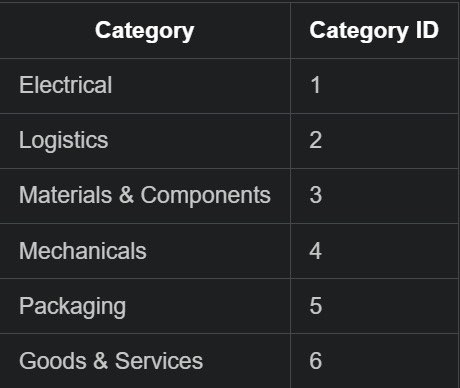 Category Category ID
Electrical 1
Logistics 2
Materials & Components 3
Mechanicals 4
Packaging 5
Goods & Services 6